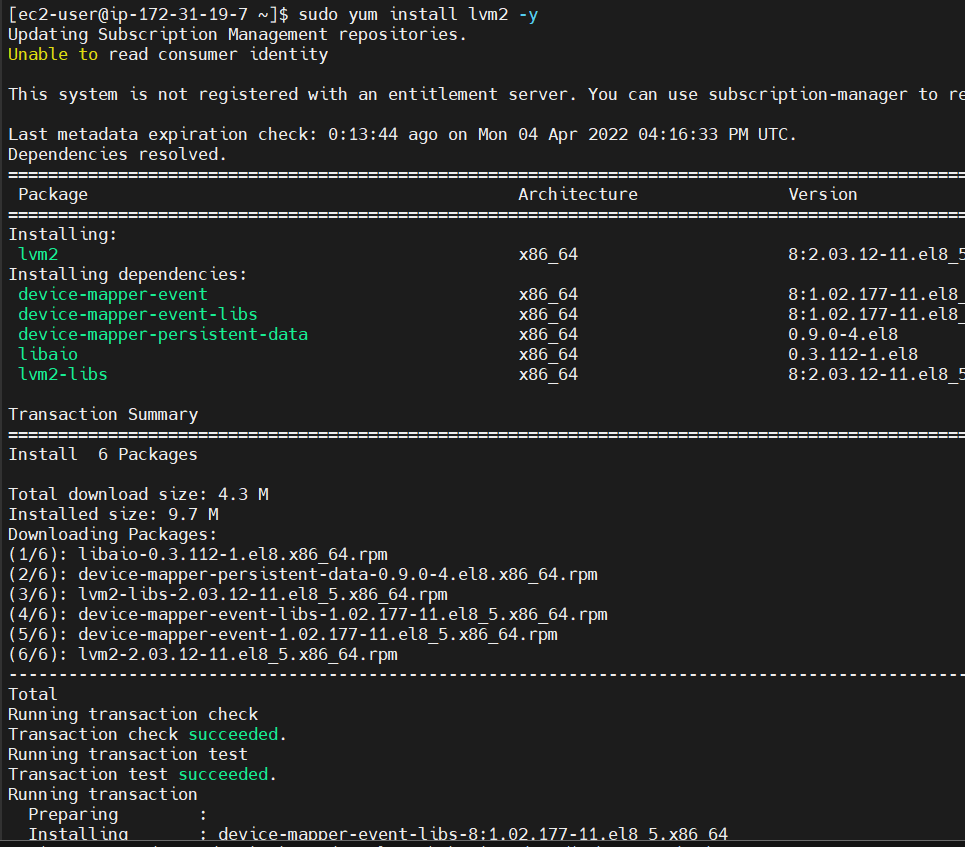 [ec2-user@ip-172-31-19-7 ~]$ sudo yum install lvm2 -y
Updating Subscription Management repositories.
Unable to read consumer identity
This system is not registered with an entitlement server. You can use subscription-manager to re
Last metadata expiration check: 0:13:44 ago on Mon 04 Apr 2022 04:16:33 PM UTC.
Dependencies resolved.
================================================================================================
Package Architecture Version
================================================================================================
Installing:
lvm2 x86_64 8:2.03.12-11.el8_5
Installing dependencies:
device-mapper-event x86_64 8:1.02.177-11.el8_
device-mapper-event-libs x86_64 8:1.02.177-11.el8_
device-mapper-persistent-data x86_64 0.9.0-4.el8
libaio x86_64 0.3.112-1.el8
lvm2-libs x86_64 8:2.03.12-11.el8_5
Transaction Summary
================================================================================================
Install  6 Packages
Total download size: 4.3 M
Installed size: 9.7 M
Downloading Packages:
(1/6): libaio-0.3.112-1.el8.x86_64.rpm
(2/6): device-mapper-persistent-data-0.9.0-4.el8.x86_64.rpm
(3/6): lvm2-libs-2.03.12-11.el8_5.x86_64.rpm
(4/6): device-mapper-event-libs-1.02.177-11.el8_5.x86_64.rpm
(5/6): device-mapper-event-1.02.177-11.el8_5.x86_64.rpm
(6/6): lvm2-2.03.12-11.el8_5.x86_64.rpm
------------------------------------------------------------------------------------------------
Total
Running transaction check
Transaction check succeeded.
Running transaction test
Transaction test succeeded.
Running transaction
Preparing :
Installing : device-mapper-event-libs-8:1.02.177-11.el8_5.x86_64